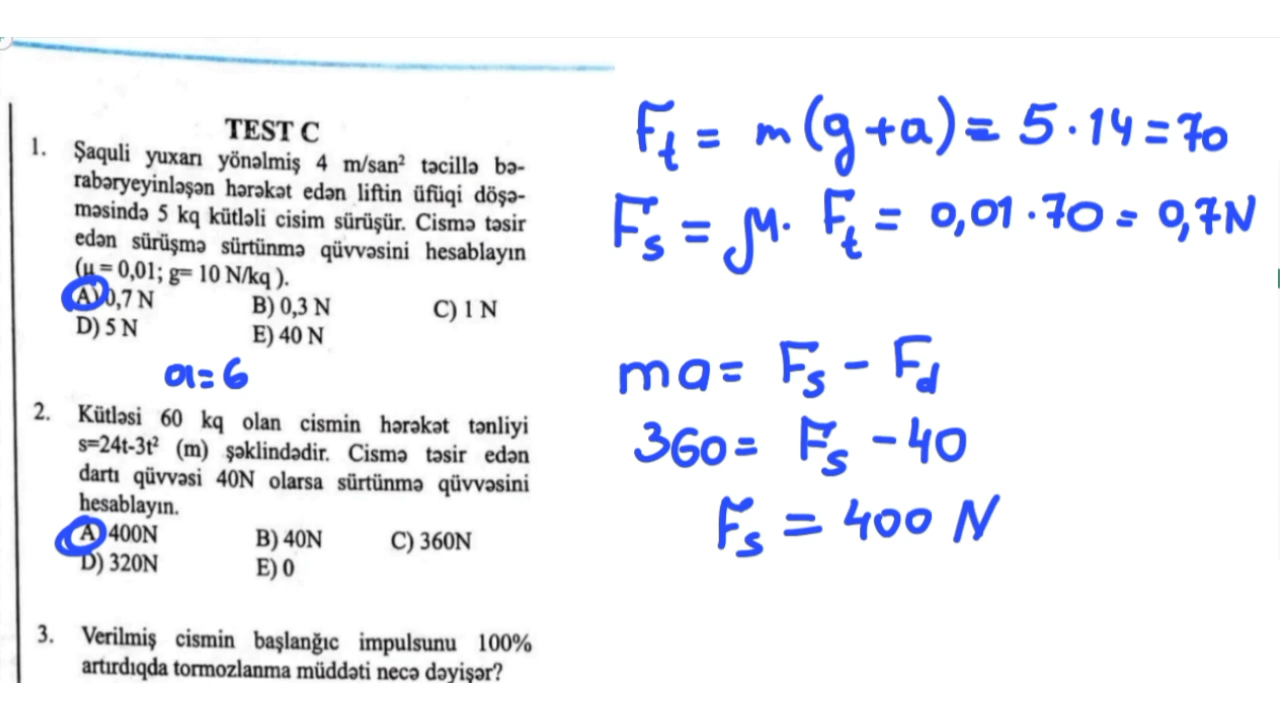 TEST C
1. Şaquli yuxarı yönəlmiş 4 m/san² təcillə bə-
rabəryeyinləşən hərəkət edən liftin üfüqi döşə-
məsində 5 kq kütləli cisim sürüşür. Cismə təsir
edən sürüşmə sürtünmə qüvvəsini hesablayın
(μ = 0,01; g= 10 N/kq ).
A) 0,7 N B) 0,3 N C) 1 N
D) 5 N E) 40 N
a=6
2. Kütləsi 60 kq olan cismin hərəkət tənliyi
s=24t-3t² (m) şəklindədir. Cismə təsir edən
dartı qüvvəsi 40N olarsa sürtünmə qüvvəsini
hesablayın.
A) 400N B) 40N C) 360N
D) 320N E) 0
3. Verilmiş cismin başlanğıc impulsunu 100%
artırdıqda tormozlanma müddəti necə dəyişər?
Ft = m(g+a) = 5·14=70
Fs = μ· Ft = 0,01·70= 0,7N
ma= Fs - Fd
360= Fs -40
Fs = 400 N